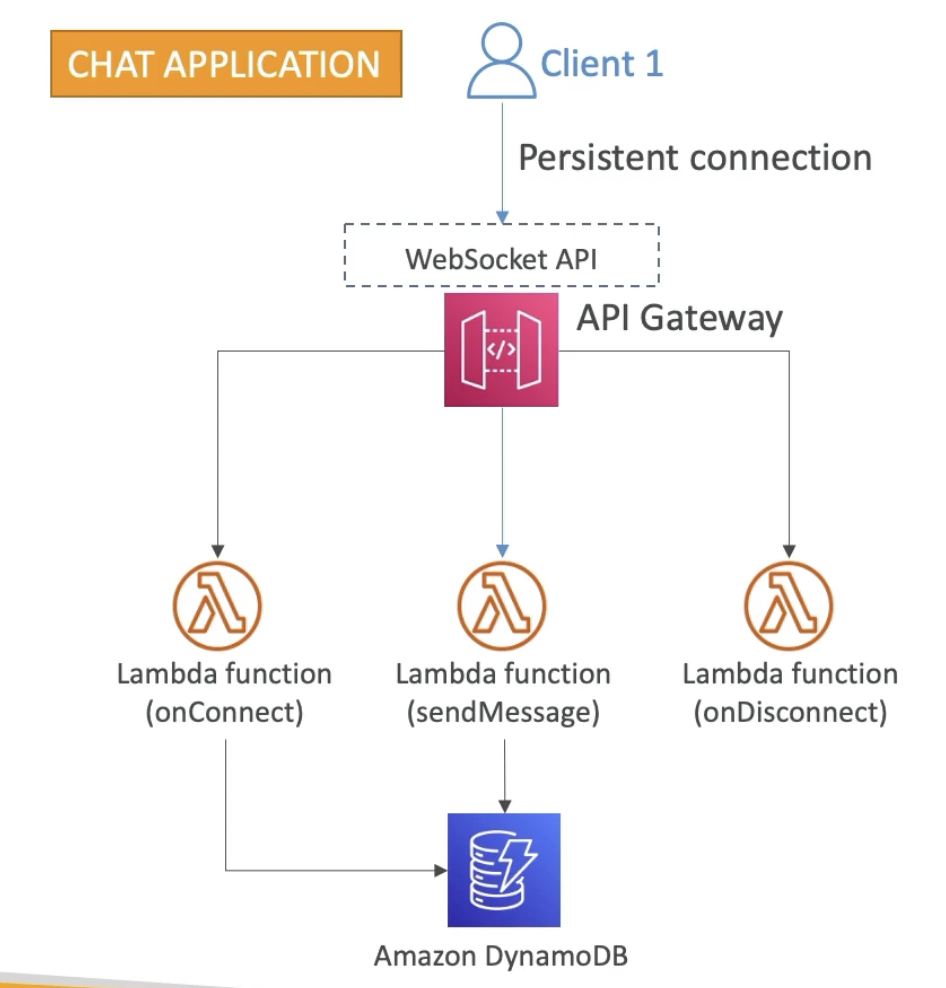 CHAT APPLICATION
Client 1
Persistent connection
WebSocket API
API Gateway
</>
Lambda function
(onConnect)
Lambda function
(sendMessage)
Lambda function
(onDisconnect)
Amazon DynamoDB